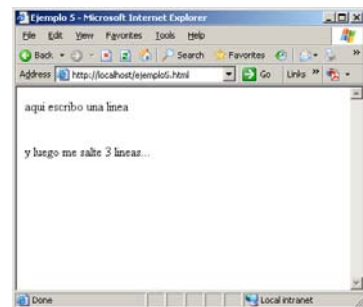 Ejemplo 5 - Microsoft Internet Explorer
File Edit View Favorites Tools Help
Back Search Favorites
Address http://localhost/ejemplo5.html Go Links
aqui escribo una linea
y luego me salte 3 lineas...
Done Local intranet